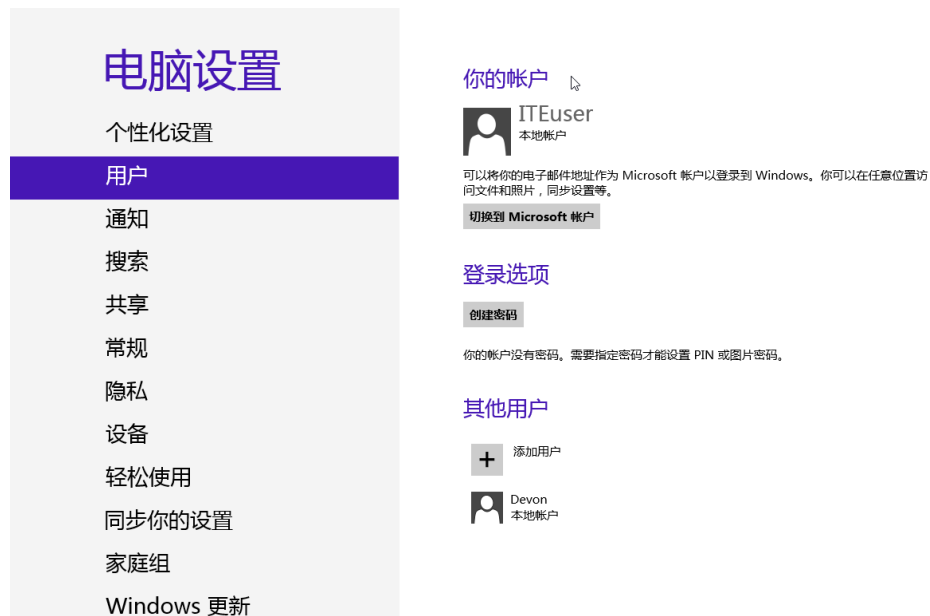 电脑设置
个性化设置
用户
通知
搜索
共享
常规
隐私
设备
轻松使用
同步你的设置
家庭组
Windows 更新
你的帐户
ITEuser
本地帐户
可以将你的电子邮件地址作为 Microsoft 帐户以登录到 Windows。你可以在任意位置访
问文件和照片，同步设置等。
切换到 Microsoft 帐户
登录选项
创建密码
你的帐户没有密码。需要指定密码才能设置 PIN 或图片密码。
其他用户
添加用户
Devon
本地帐户